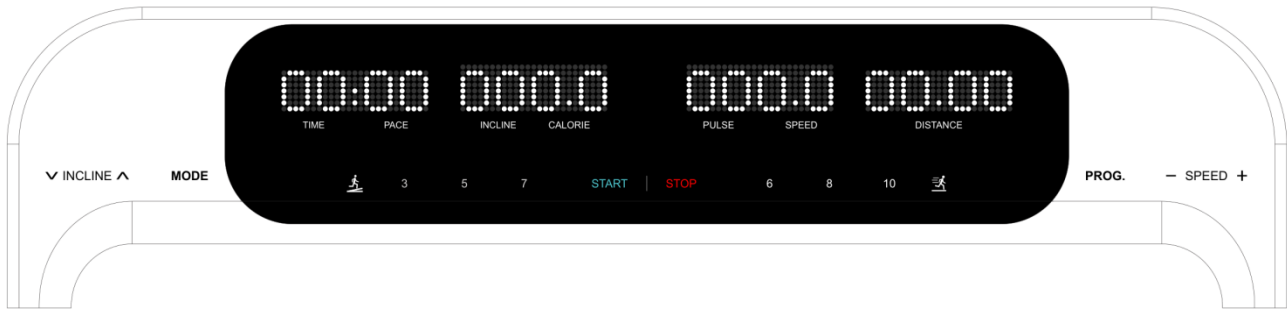 00:00 000.0 000.0 00.00
TIME PACE INCLINE CALORIE PULSE SPEED DISTANCE
INCLINE MODE 3 5 7 START STOP 6 8 10 PROG. − SPEED +